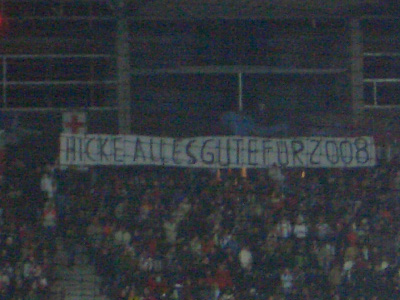 HICKE-ALLES GUTE FÜR 2008